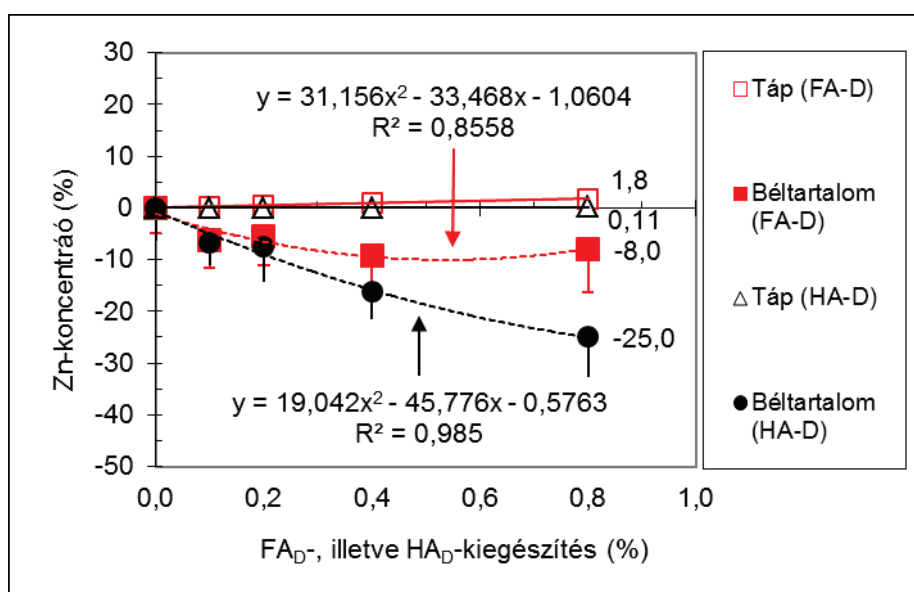 30
20
10
0
-10
-20
-30
-40
-50
Zn-koncentráó (%)
y = 31,156x² - 33,468x - 1,0604
R² = 0,8558
1,8
0,11
-8,0
-25,0
y = 19,042x² - 45,776x - 0,5763
R² = 0,985
0,0 0,2 0,4 0,6 0,8 1,0
FA_D-, illetve HA_D-kiegészítés (%)
Táp (FA-D)
Béltartalom
(FA-D)
Táp (HA-D)
Béltartalom
(HA-D)